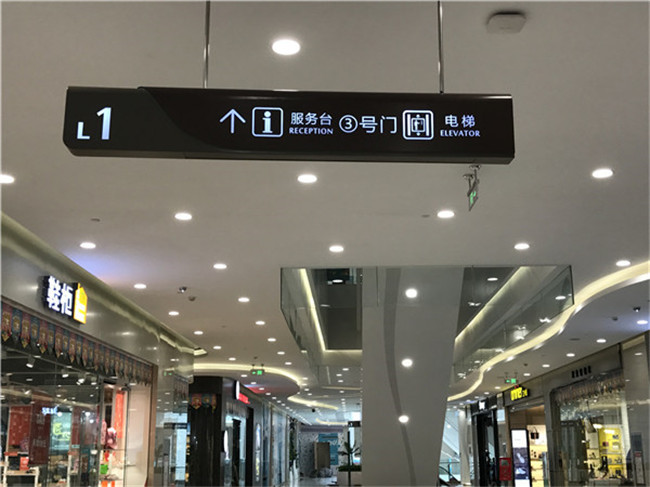 L1
↑ 服务台 ③号门 电梯
RECEPTION ELEVATOR
鞋柜